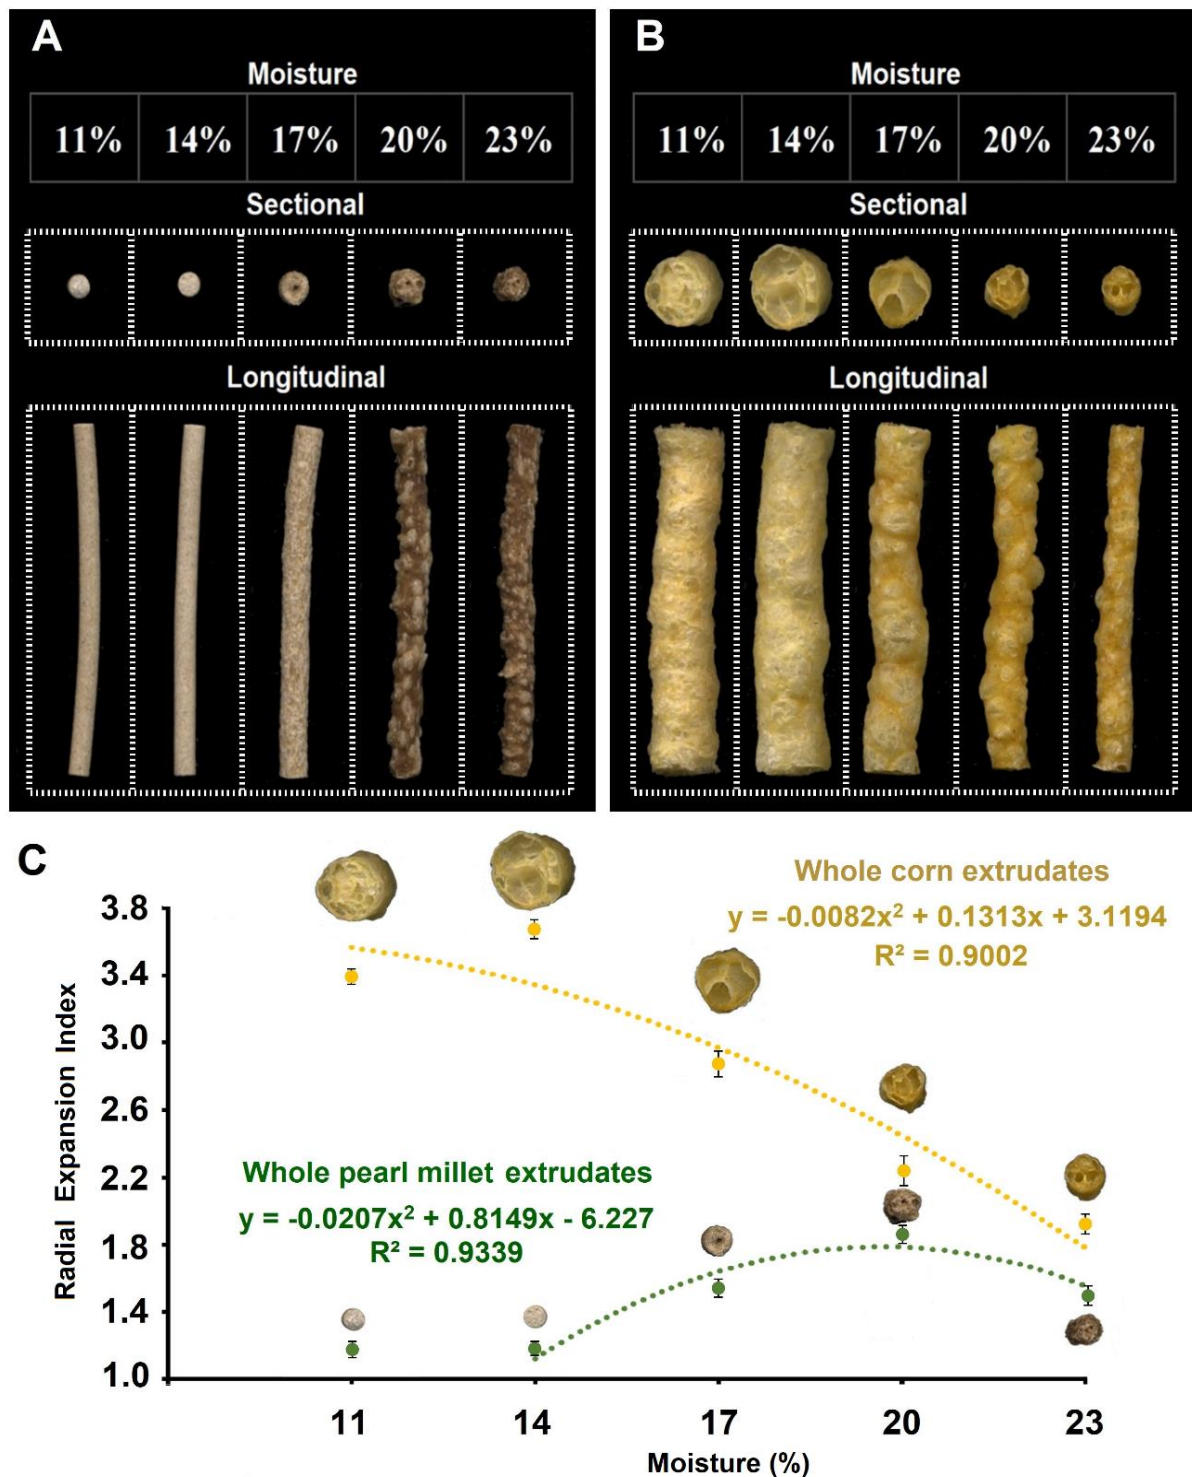 A
Moisture
11% 14% 17% 20% 23%
Sectional
Longitudinal
B
Moisture
11% 14% 17% 20% 23%
Sectional
Longitudinal
C
Whole corn extrudates
y = -0.0082x² + 0.1313x + 3.1194
R² = 0.9002
Whole pearl millet extrudates
y = -0.0207x² + 0.8149x - 6.227
R² = 0.9339
Radial Expansion Index
3.8
3.4
3.0
2.6
2.2
1.8
1.4
1.0
11 14 17 20 23
Moisture (%)